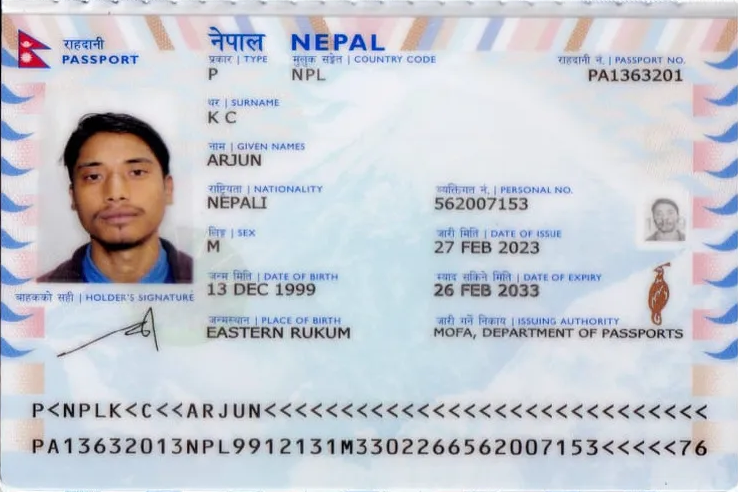 राहदानी
PASSPORT
नेपाल NEPAL
प्रकार | TYPE
P
मुलुक सङ्केत | COUNTRY CODE
NPL
राहदानी नं. | PASSPORT NO.
PA1363201
थर | SURNAME
K C
नाम | GIVEN NAMES
ARJUN
राष्ट्रियता | NATIONALITY
NEPALI
व्यक्तिगत नं. | PERSONAL NO.
562007153
लिङ्ग | SEX
M
जारी मिति | DATE OF ISSUE
27 FEB 2023
जन्म मिति | DATE OF BIRTH
13 DEC 1999
म्याद सकिने मिति | DATE OF EXPIRY
26 FEB 2033
वाहकको सही | HOLDER'S SIGNATURE
जन्मस्थान | PLACE OF BIRTH
EASTERN RUKUM
जारी गर्ने निकाय | ISSUING AUTHORITY
MOFA, DEPARTMENT OF PASSPORTS
P<NPLK<C<<ARJUN<<<<<<<<<<<<<<<<<<<<<<<<<<<<<
PA13632013NPL9912131M3302266562007153<<<<<76